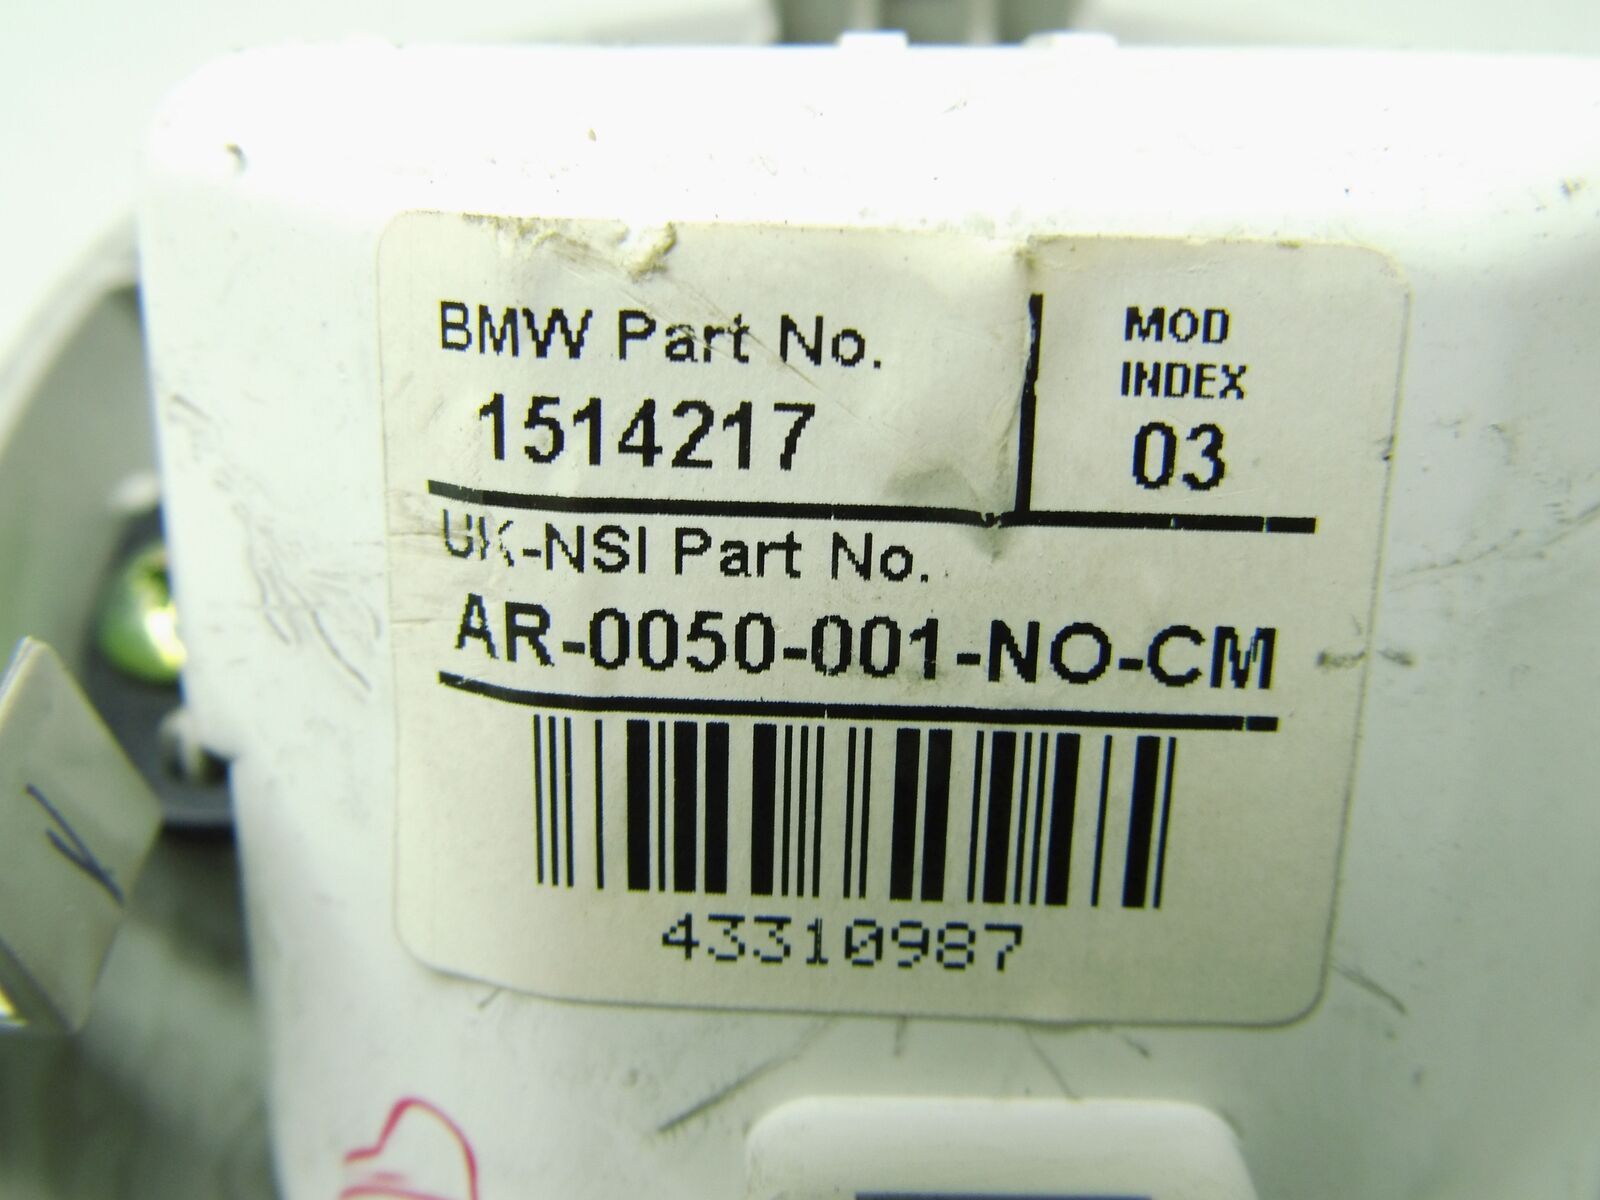 BMW Part No.
1514217
MOD
INDEX
03
UK-NSI Part No.
AR-0050-001-NO-CM
43310987